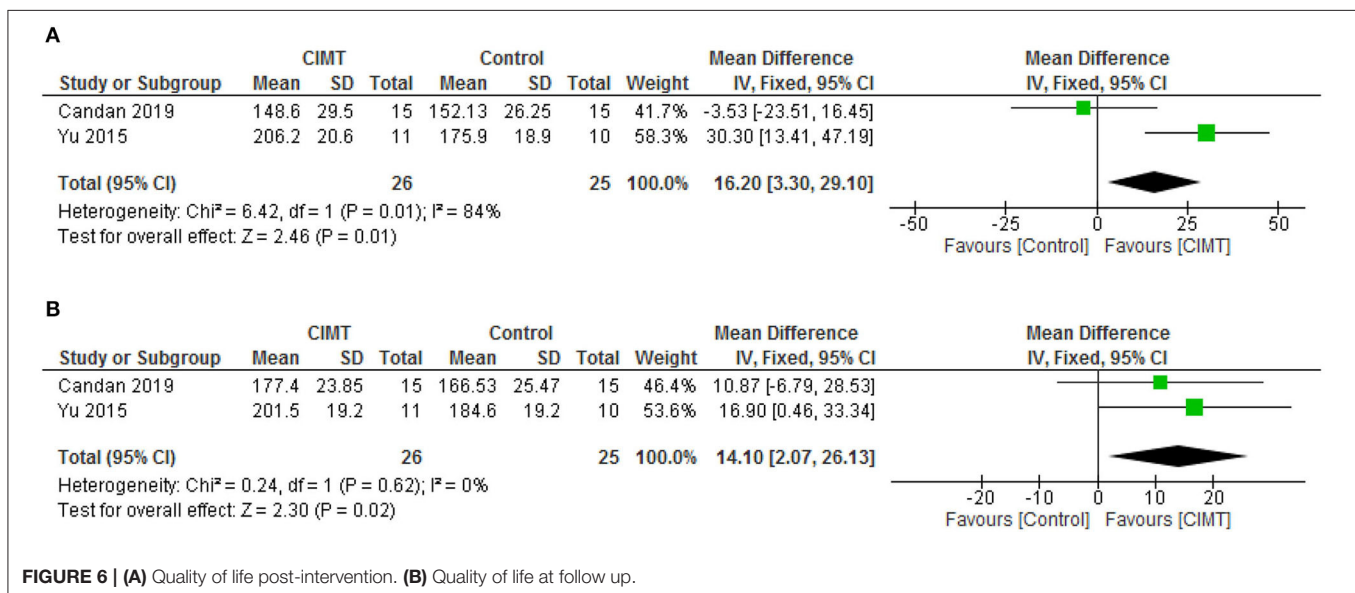 A
CIMT Control Mean Difference Mean Difference
Study or Subgroup Mean SD Total Mean SD Total Weight IV, Fixed, 95% CI IV, Fixed, 95% CI
Candan 2019 148.6 29.5 15 152.13 26.25 15 41.7% -3.53 [-23.51, 16.45]
Yu 2015 206.2 20.6 11 175.9 18.9 10 58.3% 30.30 [13.41, 47.19]
Total (95% CI) 26 25 100.0% 16.20 [3.30, 29.10]
Heterogeneity: Chi² = 6.42, df = 1 (P = 0.01); I² = 84%
Test for overall effect: Z = 2.46 (P = 0.01)
-50 -25 0 25 50
Favours [Control] Favours [CIMT]
B
CIMT Control Mean Difference Mean Difference
Study or Subgroup Mean SD Total Mean SD Total Weight IV, Fixed, 95% CI IV, Fixed, 95% CI
Candan 2019 177.4 23.85 15 166.53 25.47 15 46.4% 10.87 [-6.79, 28.53]
Yu 2015 201.5 19.2 11 184.6 19.2 10 53.6% 16.90 [0.46, 33.34]
Total (95% CI) 26 25 100.0% 14.10 [2.07, 26.13]
Heterogeneity: Chi² = 0.24, df = 1 (P = 0.62); I² = 0%
Test for overall effect: Z = 2.30 (P = 0.02)
-20 -10 0 10 20
Favours [Control] Favours [CIMT]
FIGURE 6 | (A) Quality of life post-intervention. (B) Quality of life at follow up.